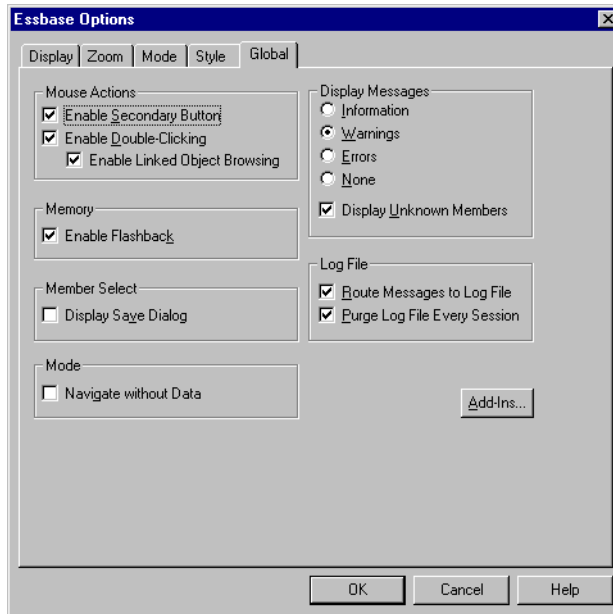 Essbase Options
Display
Zoom
Mode
Style
Global
Mouse Actions
Enable Secondary Button
Enable Double-Clicking
Enable Linked Object Browsing
Memory
Enable Flashback
Member Select
Display Save Dialog
Mode
Navigate without Data
Display Messages
Information
Warnings
Errors
None
Display Unknown Members
Log File
Route Messages to Log File
Purge Log File Every Session
Add-Ins...
OK
Cancel
Help